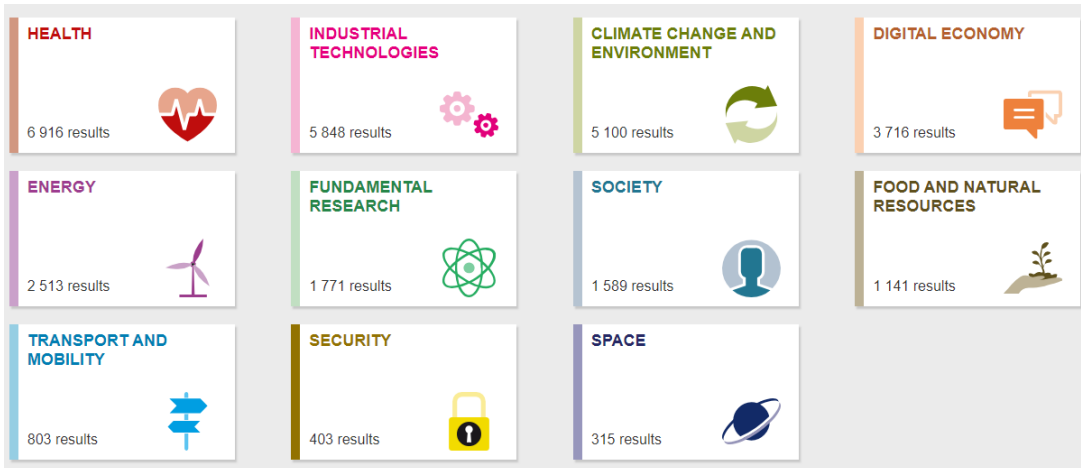 HEALTH
6 916 results
INDUSTRIAL
TECHNOLOGIES
5 848 results
CLIMATE CHANGE AND
ENVIRONMENT
5 100 results
DIGITAL ECONOMY
3 716 results
ENERGY
2 513 results
FUNDAMENTAL
RESEARCH
1 771 results
SOCIETY
1 589 results
FOOD AND NATURAL
RESOURCES
1 141 results
TRANSPORT AND
MOBILITY
803 results
SECURITY
403 results
SPACE
315 results